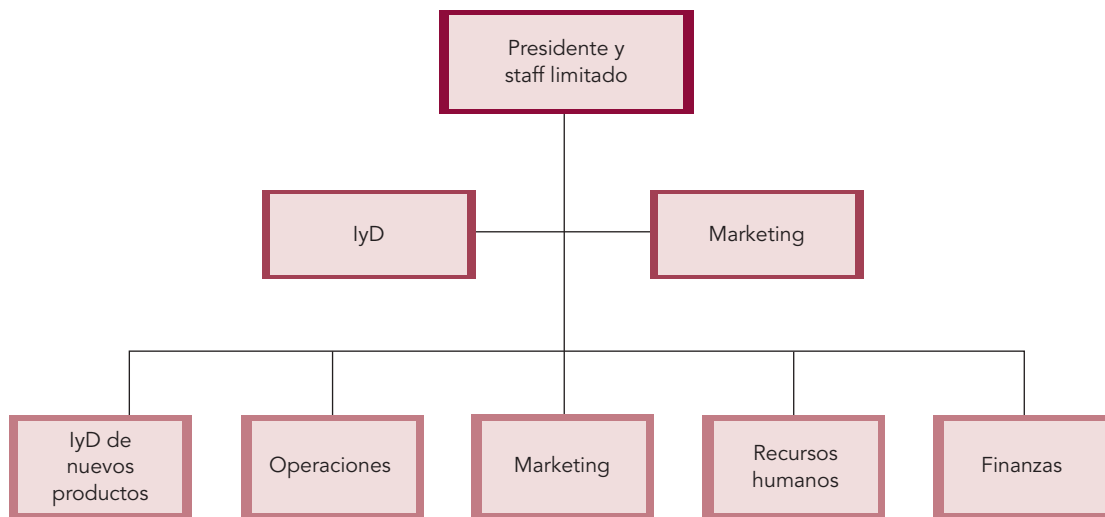 Presidente y
staff limitado
IyD
Marketing
IyD de
nuevos
productos
Operaciones
Marketing
Recursos
humanos
Finanzas